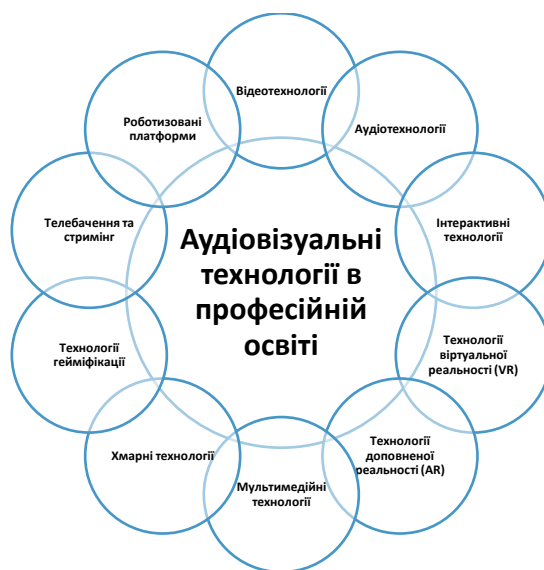 Відеотехнології
Аудіотехнології
Інтерактивні
технології
Технології
віртуальної
реальності (VR)
Технології
доповненої
реальності (AR)
Мультимедійні
технології
Хмарні технології
Технології
гейміфікації
Телебачення та
стримінг
Роботизовані
платформи
Аудіовізуальні
технології в
професійній
освіті